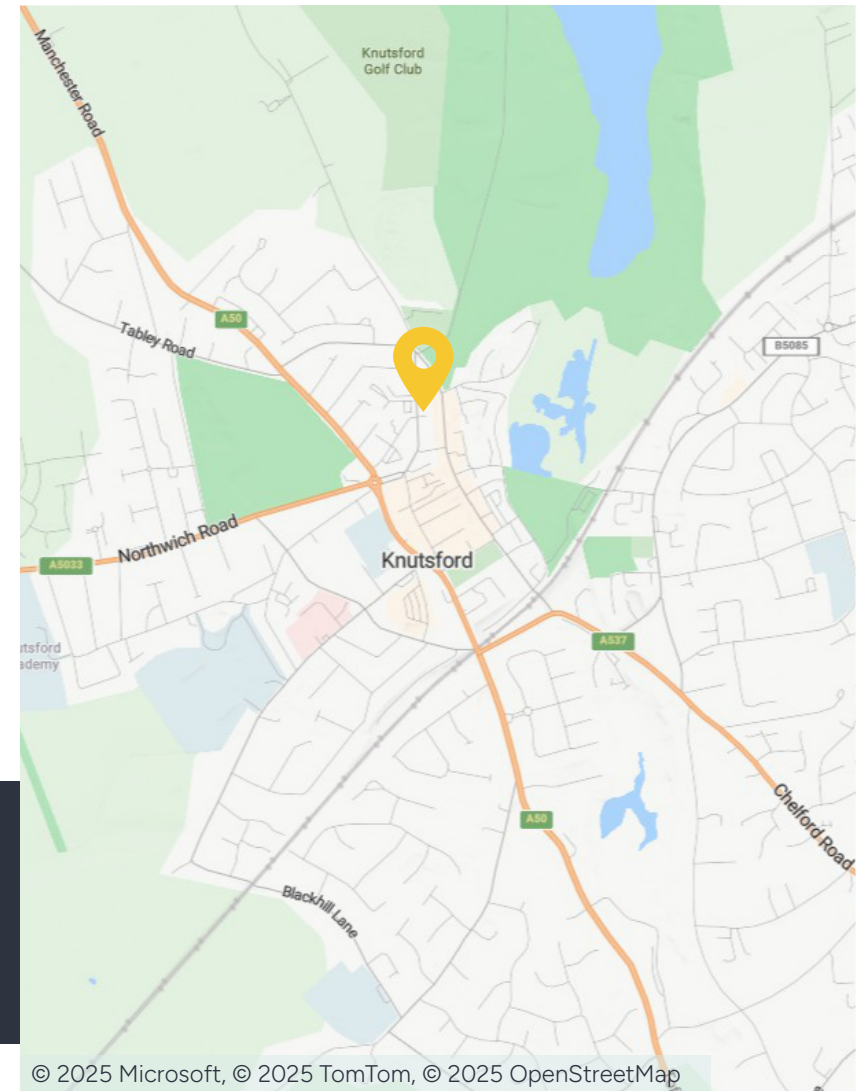 Manchester Road
Knutsford
Golf Club
A50
Tabley Road
B5085
Northwich Road
A5033
Knutsford
A537
utsford
ademy
A50
Chelford Road
Blackhill Lane
© 2025 Microsoft, © 2025 TomTom, © 2025 OpenStreetMap